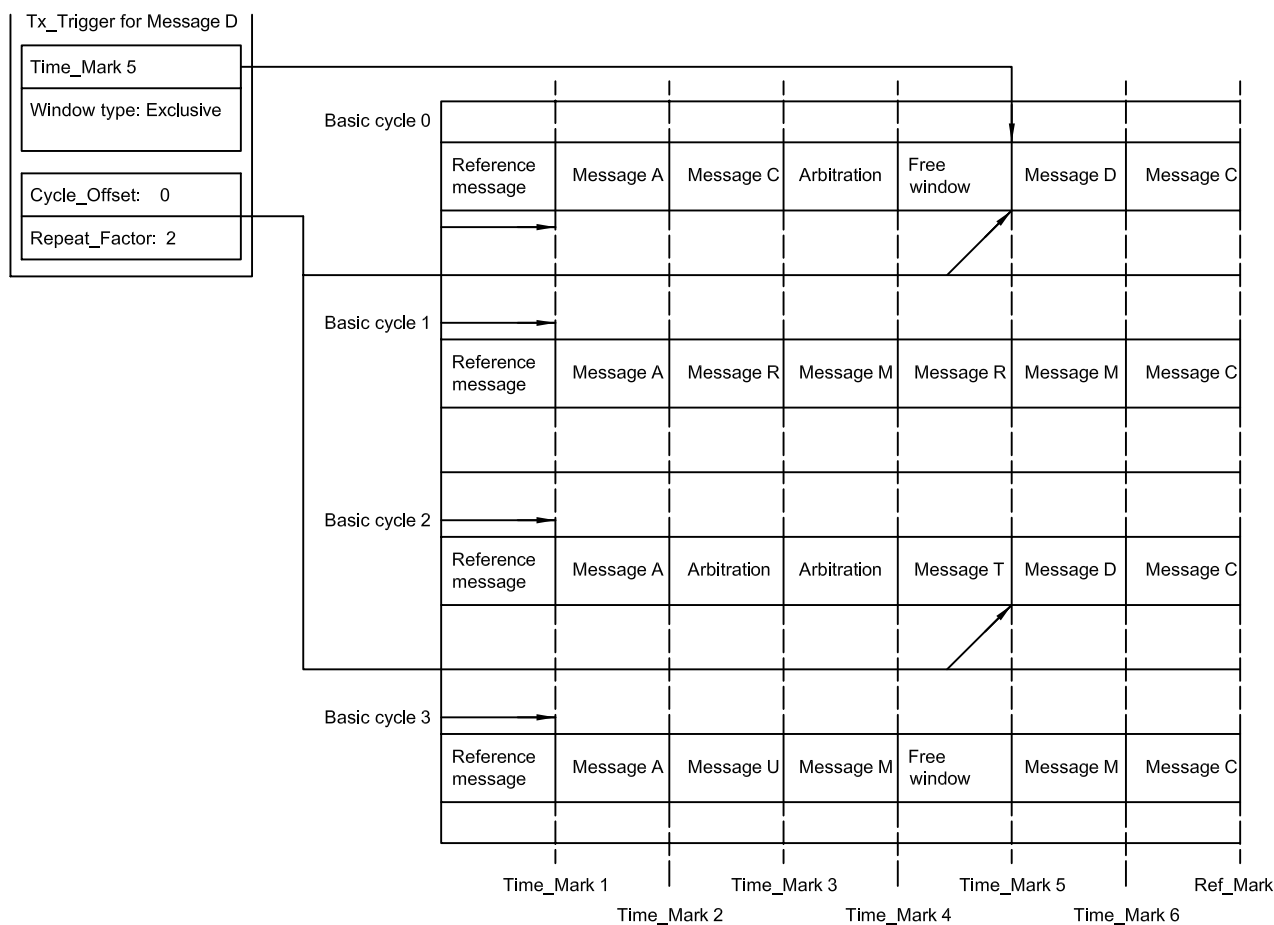 Tx_Trigger for Message D
Time_Mark 5
Window type: Exclusive
Cycle_Offset: 0
Repeat_Factor: 2
Basic cycle 0
Reference
message
Message A
Message C
Arbitration
Free
window
Message D
Message C
Basic cycle 1
Reference
message
Message A
Message R
Message M
Message R
Message M
Message C
Basic cycle 2
Reference
message
Message A
Arbitration
Arbitration
Message T
Message D
Message C
Basic cycle 3
Reference
message
Message A
Message U
Message M
Free
window
Message M
Message C
Time_Mark 1
Time_Mark 2
Time_Mark 3
Time_Mark 4
Time_Mark 5
Time_Mark 6
Ref_Mark